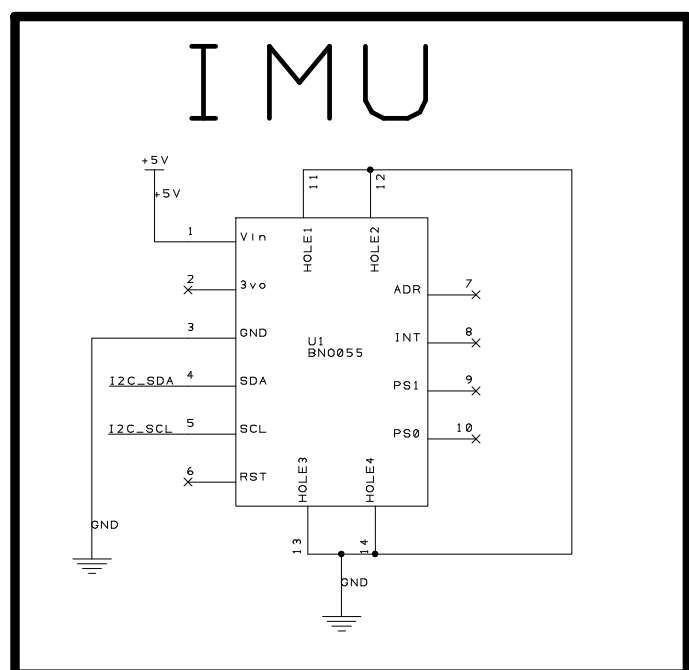 IMU
+5V
+5V
11
12
1
VIn
HOLE1
HOLE2
2
3vo
ADR
7
3
GND
INT
8
U1
BNO055
I2C_SDA
4
SDA
PS1
9
I2C_SCL
5
SCL
PS0
10
6
RST
HOLE3
HOLE4
GND
13
14
GND